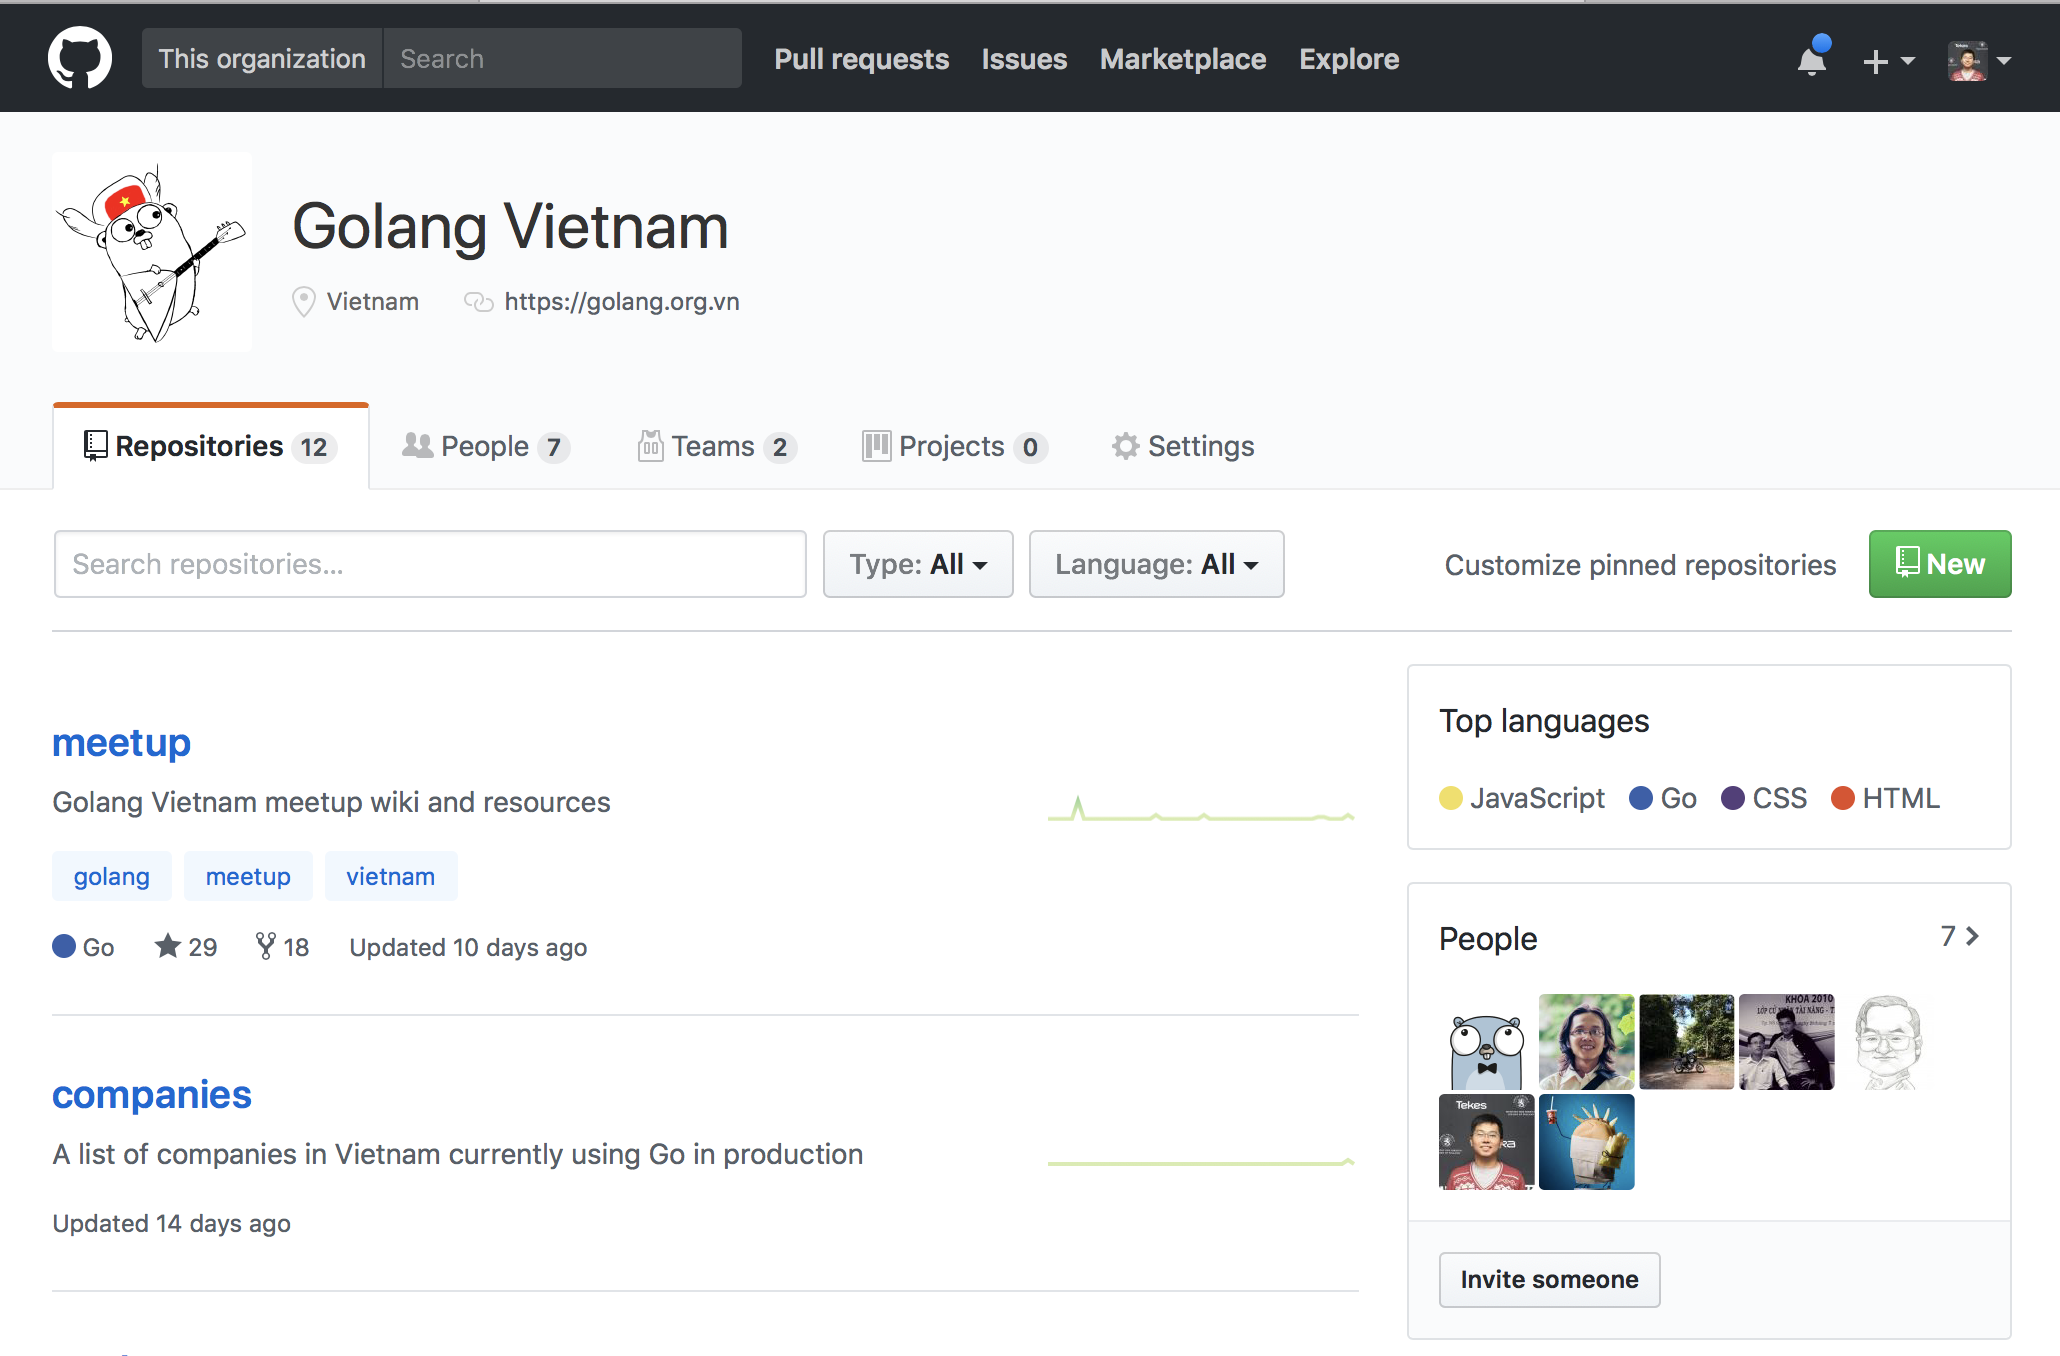 This organization Search Pull requests Issues Marketplace Explore
Golang Vietnam
Vietnam https://golang.org.vn
Repositories 12 People 7 Teams 2 Projects 0 Settings
Search repositories... Type: All Language: All Customize pinned repositories New
Top languages
JavaScript Go CSS HTML
meetup
Golang Vietnam meetup wiki and resources
golang meetup vietnam
Go 29 18 Updated 10 days ago
companies
A list of companies in Vietnam currently using Go in production
Updated 14 days ago
People 7
KHÓA 2010
Tekes
Invite someone